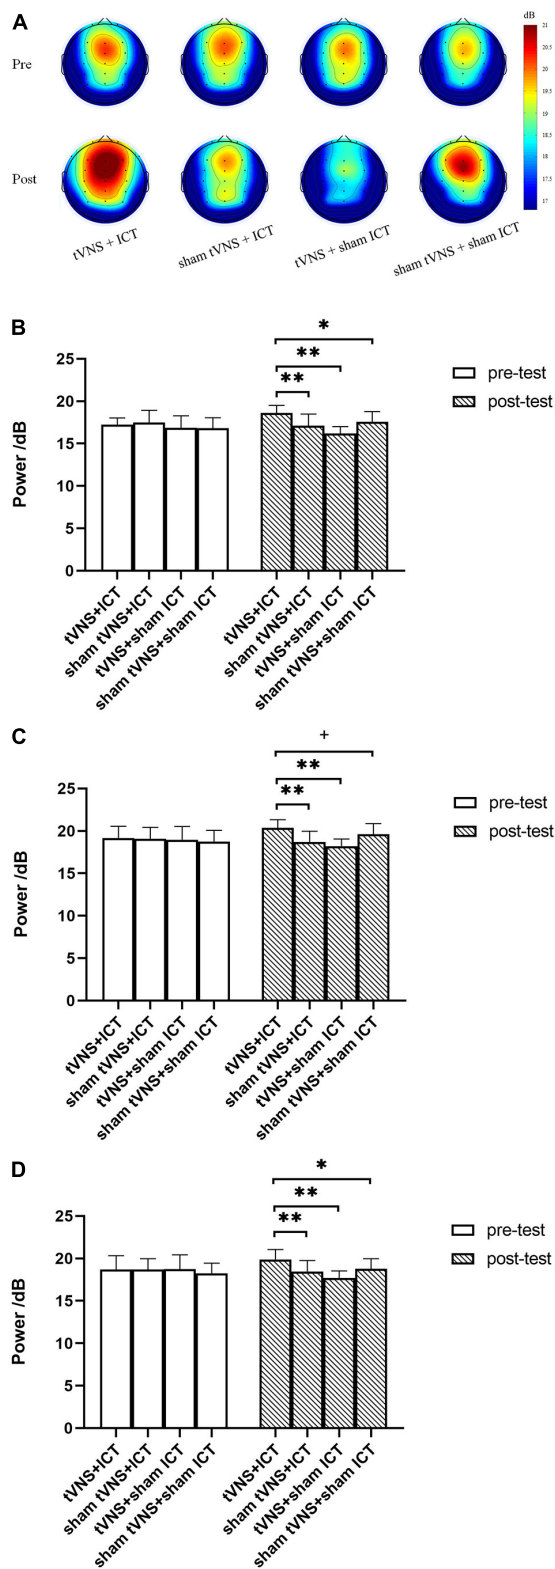 A
dB
21
20.5
20
19.5
19
18.5
18
17.5
17
Pre
Post
tVNS + ICT
sham tVNS + ICT
tVNS + sham ICT
sham tVNS + sham ICT
B
Power /dB
25
20
15
10
5
0
**
**
*
pre-test
post-test
tVNS+ICT
sham tVNS+ICT
tVNS+sham ICT
sham tVNS+sham ICT
tVNS+ICT
sham tVNS+ICT
tVNS+sham ICT
sham tVNS+sham ICT
C
Power /dB
25
20
15
10
5
0
**
**
+
pre-test
post-test
tVNS+ICT
sham tVNS+ICT
tVNS+sham ICT
sham tVNS+sham ICT
tVNS+ICT
sham tVNS+ICT
tVNS+sham ICT
sham tVNS+sham ICT
D
Power /dB
25
20
15
10
5
0
**
**
*
pre-test
post-test
tVNS+ICT
sham tVNS+ICT
tVNS+sham ICT
sham tVNS+sham ICT
tVNS+ICT
sham tVNS+ICT
tVNS+sham ICT
sham tVNS+sham ICT